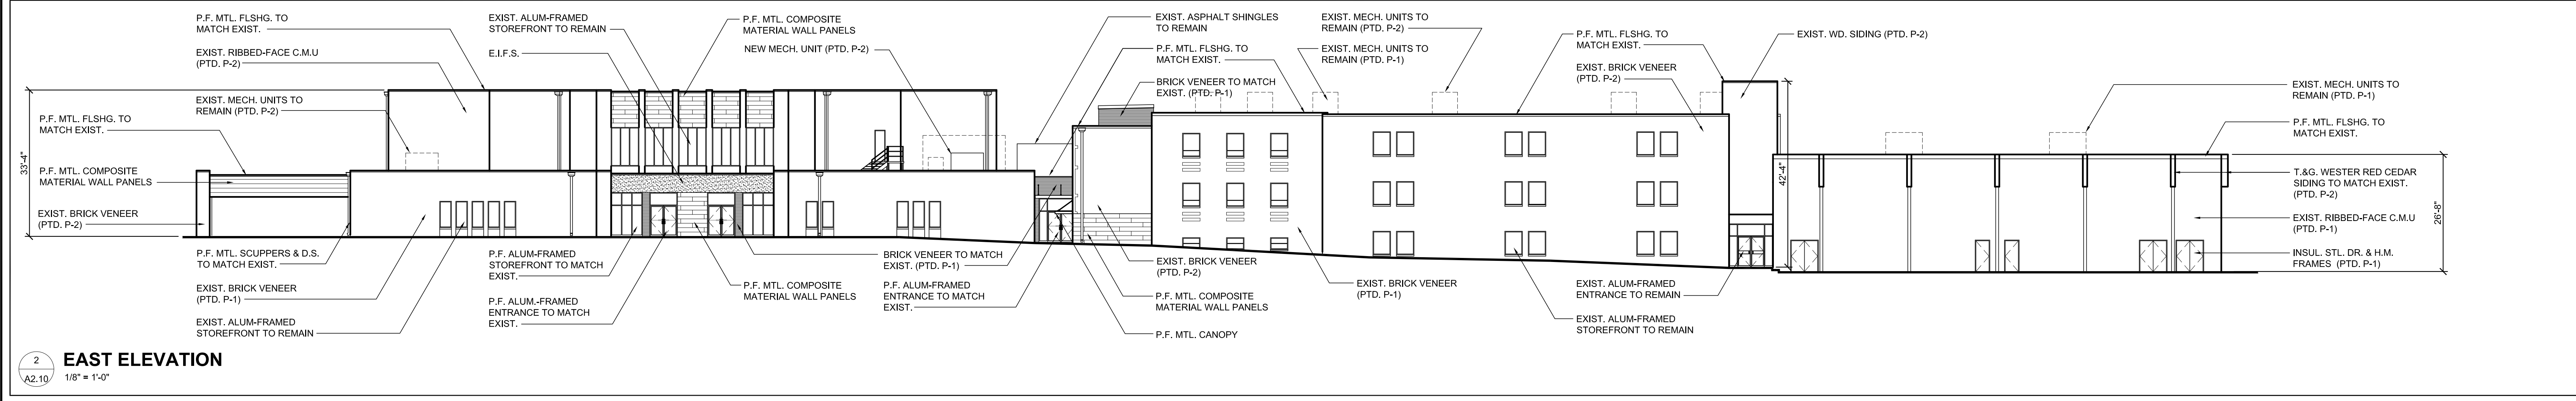 P.F. MTL. FLSHG. TO
MATCH EXIST.
EXIST. RIBBED-FACE C.M.U
(PTD. P-2)
EXIST. MECH. UNITS TO
REMAIN (PTD. P-2)
P.F. MTL. FLSHG. TO
MATCH EXIST.
33'-4"
P.F. MTL. COMPOSITE
MATERIAL WALL PANELS
EXIST. BRICK VENEER
(PTD. P-2)
P.F. MTL. SCUPPERS & D.S.
TO MATCH EXIST.
EXIST. BRICK VENEER
(PTD. P-1)
EXIST. ALUM-FRAMED
STOREFRONT TO REMAIN
EXIST. ALUM-FRAMED
STOREFRONT TO REMAIN
E.I.F.S.
P.F. MTL. COMPOSITE
MATERIAL WALL PANELS
NEW MECH. UNIT (PTD. P-2)
P.F. ALUM-FRAMED
STOREFRONT TO MATCH
EXIST.
P.F. ALUM.-FRAMED
ENTRANCE TO MATCH
EXIST.
P.F. MTL. COMPOSITE
MATERIAL WALL PANELS
BRICK VENEER TO MATCH
EXIST. (PTD. P-1)
P.F. ALUM-FRAMED
ENTRANCE TO MATCH
EXIST.
EXIST. ASPHALT SHINGLES
TO REMAIN
P.F. MTL. FLSHG. TO
MATCH EXIST.
BRICK VENEER TO MATCH
EXIST. (PTD. P-1)
EXIST. MECH. UNITS TO
REMAIN (PTD. P-2)
EXIST. MECH. UNITS TO
REMAIN (PTD. P-1)
EXIST. BRICK VENEER
(PTD. P-2)
P.F. MTL. COMPOSITE
MATERIAL WALL PANELS
P.F. MTL. CANOPY
EXIST. BRICK VENEER
(PTD. P-1)
P.F. MTL. FLSHG. TO
MATCH EXIST.
EXIST. BRICK VENEER
(PTD. P-2)
EXIST. WD. SIDING (PTD. P-2)
42'-4"
EXIST. ALUM-FRAMED
ENTRANCE TO REMAIN
EXIST. ALUM-FRAMED
STOREFRONT TO REMAIN
EXIST. MECH. UNITS TO
REMAIN (PTD. P-1)
P.F. MTL. FLSHG. TO
MATCH EXIST.
T.&G. WESTER RED CEDAR
SIDING TO MATCH EXIST.
(PTD. P-2)
EXIST. RIBBED-FACE C.M.U
(PTD. P-1)
INSUL. STL. DR. & H.M.
FRAMES (PTD. P-1)
26'-8"
2
A2.10
EAST ELEVATION
1/8" = 1'-0"